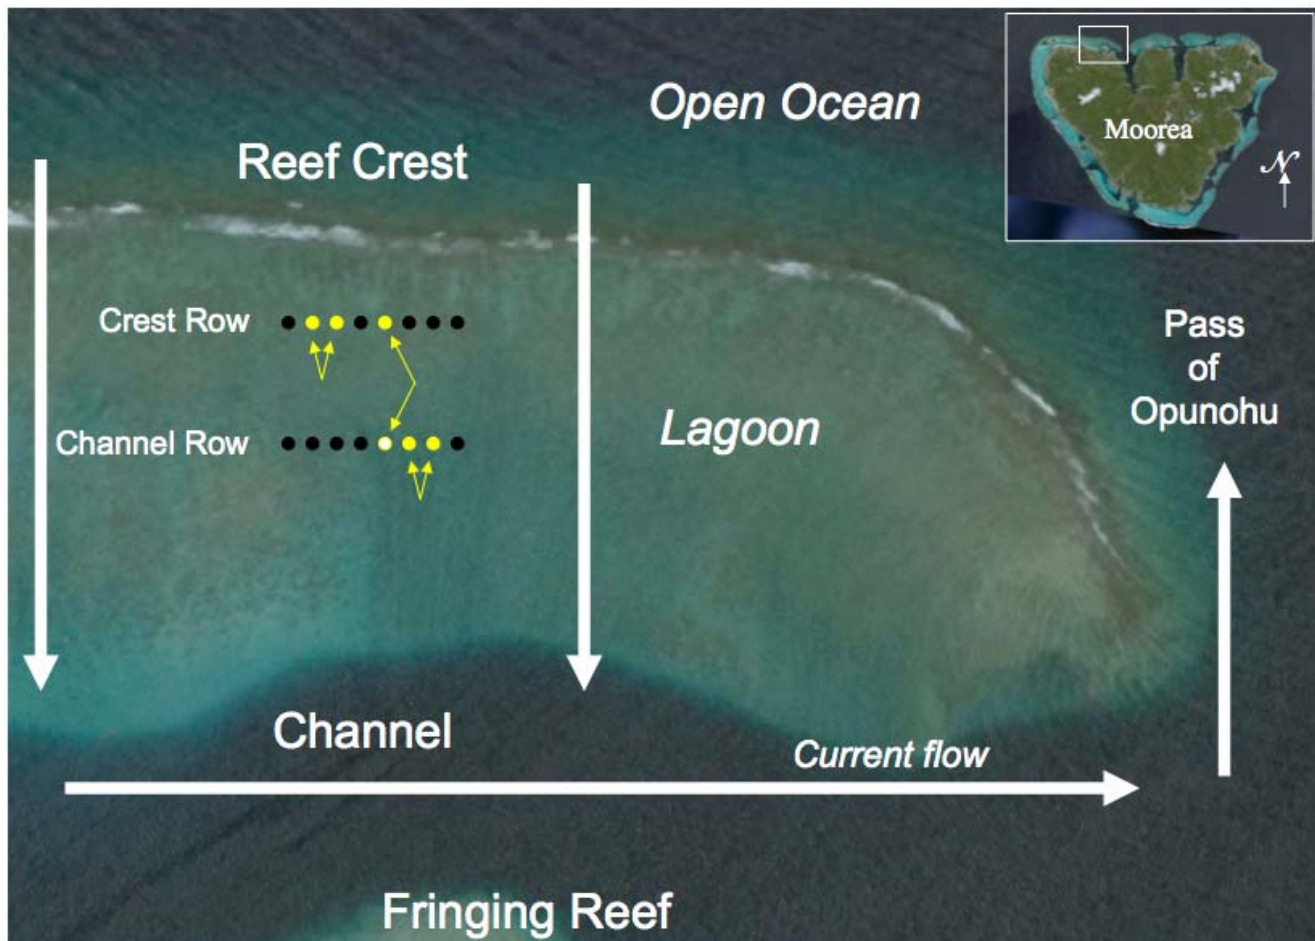 Open Ocean
Reef Crest
Moorea
N
Crest Row
Channel Row
Lagoon
Pass
of
Opunohu
Channel
Current flow
Fringing Reef